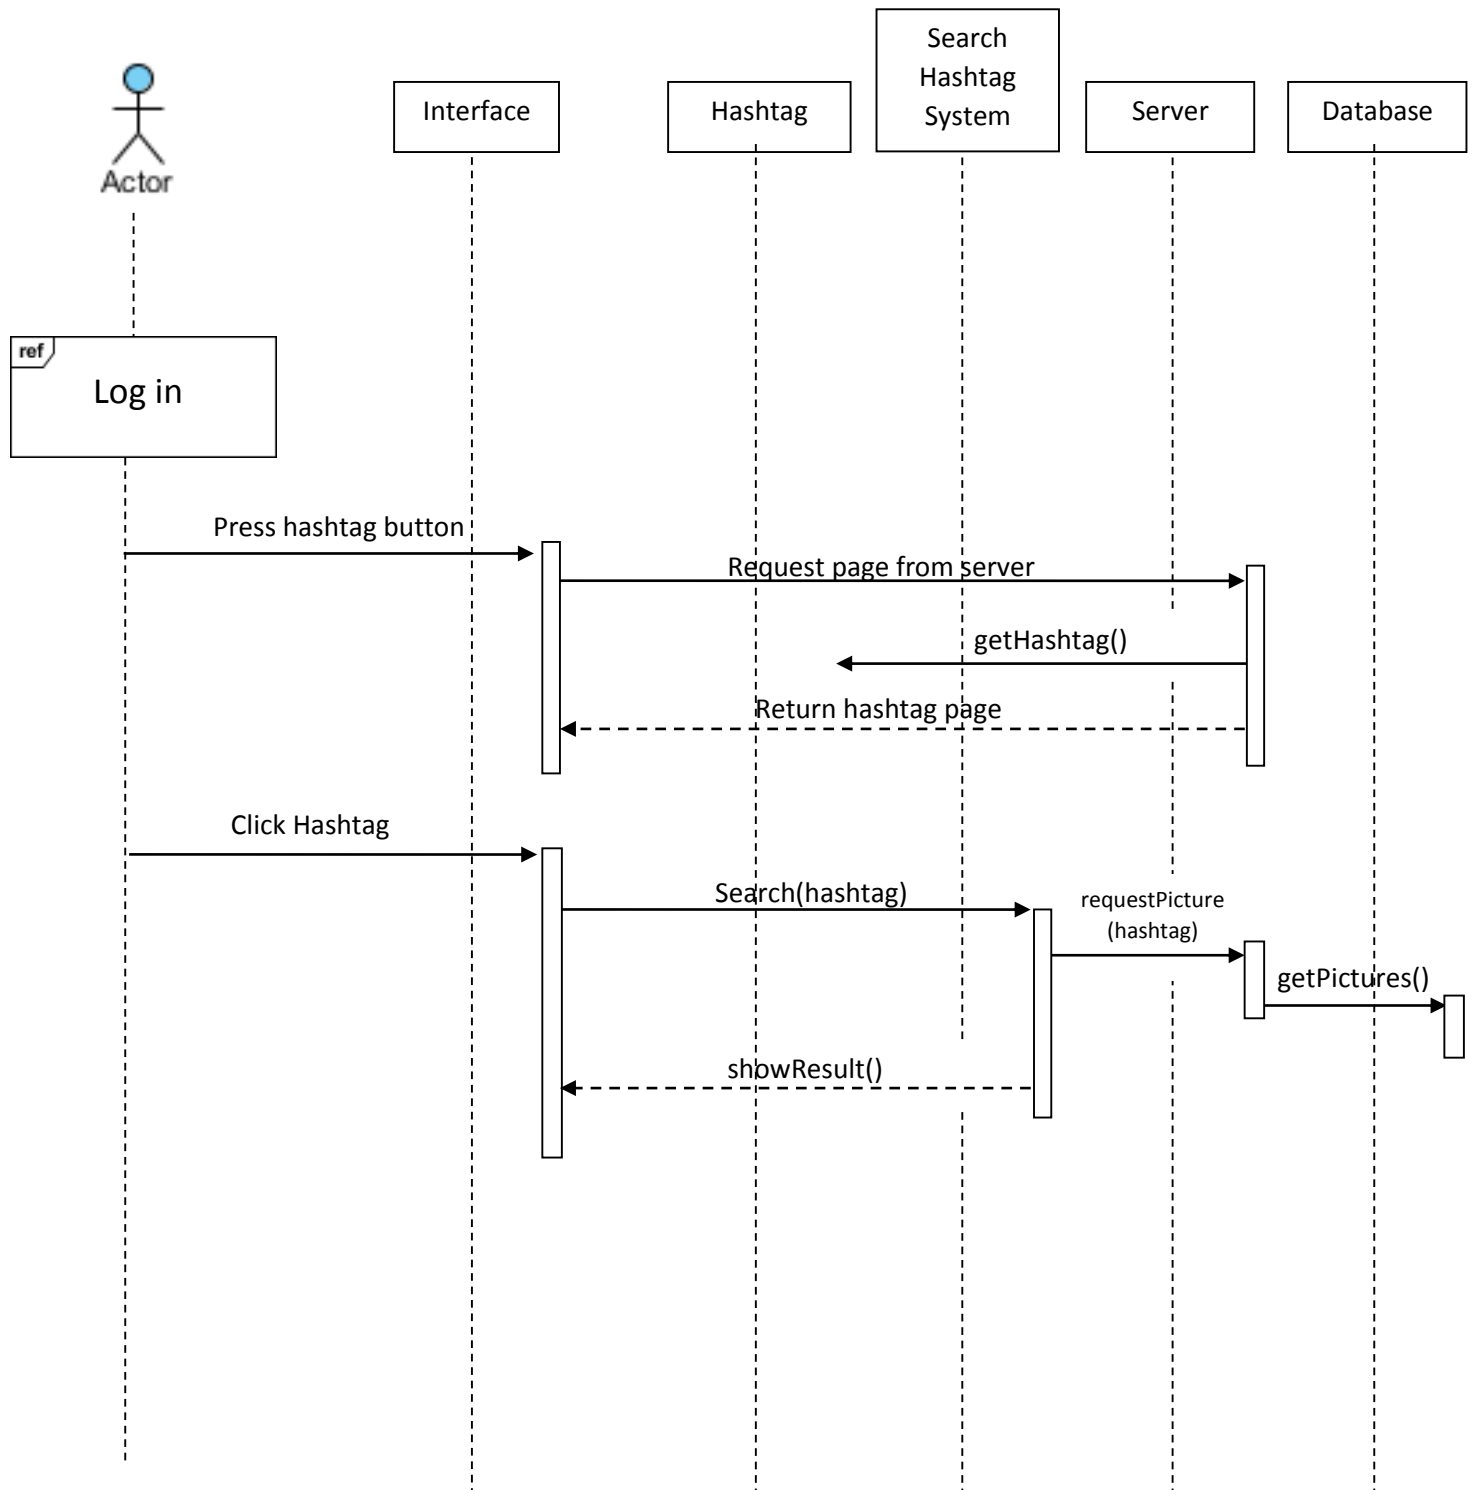 Search
Hashtag
System
Interface
Hashtag
Server
Database
Actor
ref
Log in
Press hashtag button
Request page from server
getHashtag()
Return hashtag page
Click Hashtag
Search(hashtag)
requestPicture
(hashtag)
getPictures()
showResult()